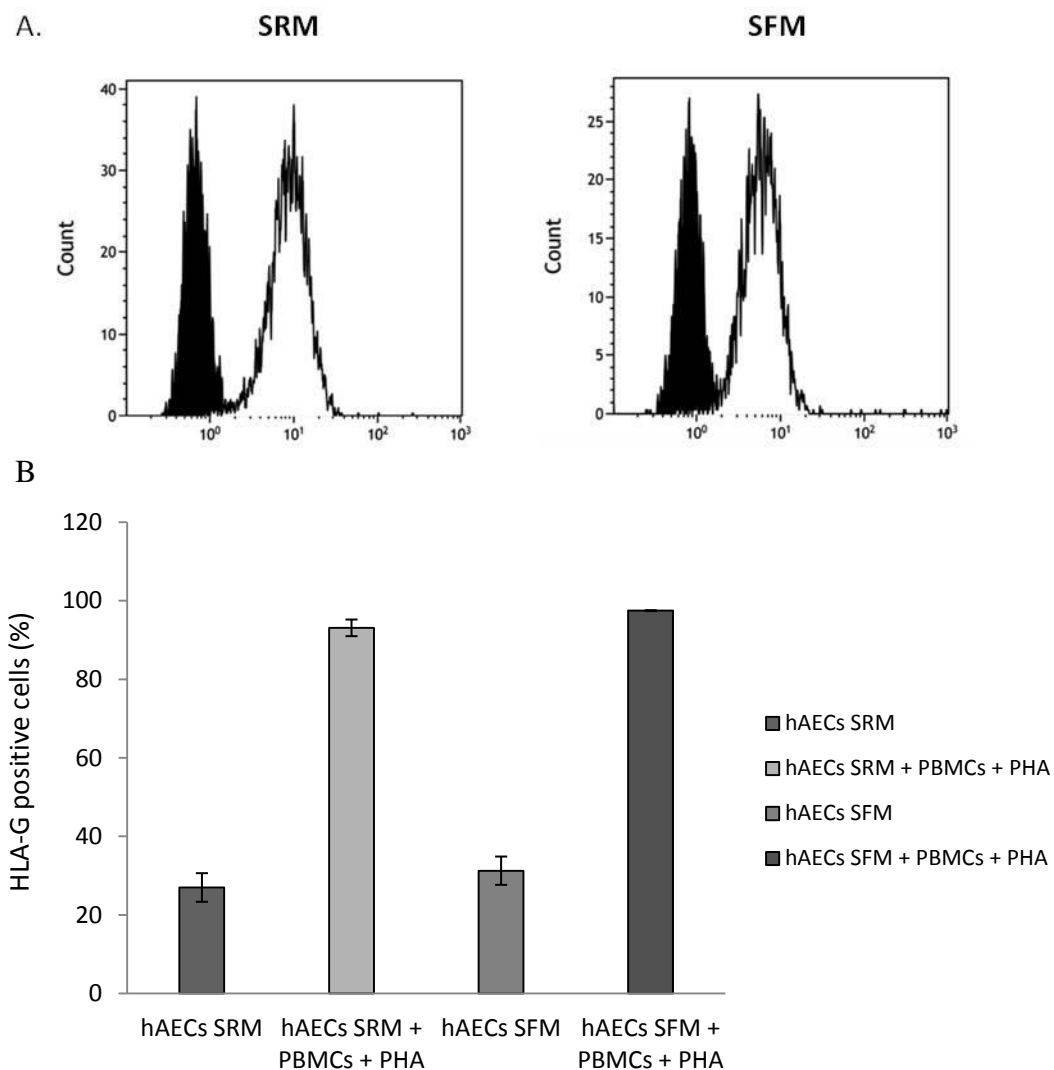 A.
SRM
SFM
40
30
20
10
0
Count
10⁰ 10¹ 10² 10³
25
20
15
10
5
0
Count
10⁰ 10¹ 10² 10³
B
120
100
80
60
40
20
0
HLA-G positive cells (%)
hAECs SRM
hAECs SRM +
PBMCs + PHA
hAECs SFM
hAECs SFM +
PBMCs + PHA
hAECs SRM
hAECs SRM + PBMCs + PHA
hAECs SFM
hAECs SFM + PBMCs + PHA